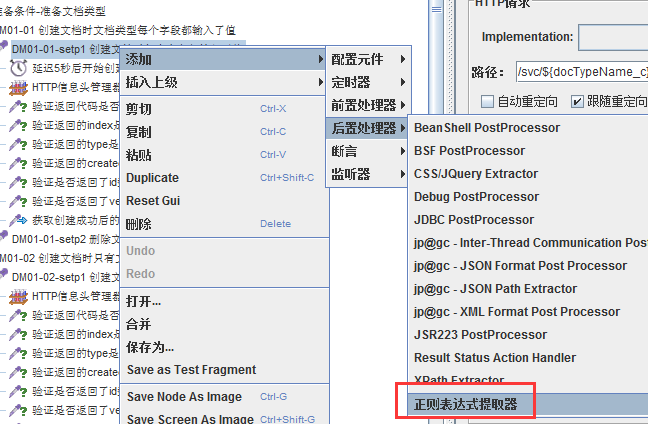 准备条件-准备文档类型
DM01-01 创建文档时文档类型每个字段都输入了值
DM01-01-setp1 创建文
延迟5秒后开始创建
HTTP信息头管理器
验证返回代码是否
验证返回的index是
验证返回的type是
验证返回的created
验证是否返回了id
验证是否返回了ve
获取创建成功后的
DM01-01-setp2 删除文
DM01-02 创建文档时只有文
DM01-02-setp1 创建文
HTTP信息头管理器
验证返回代码是否
验证返回的index是
验证返回的type是
验证返回的created
验证是否返回了id
验证是否返回了ve
添加
插入上级
剪切 Ctrl-X
复制 Ctrl-C
粘贴 Ctrl-V
Duplicate Ctrl+Shift-C
Reset Gui
删除 Delete
Undo
Redo
打开...
合并
保存为...
Save as Test Fragment
Save Node As Image Ctrl-G
Save Screen As Image Ctrl+Shift-G
配置元件
定时器
前置处理器
后置处理器
断言
监听器
BeanShell PostProcessor
BSF PostProcessor
CSS/JQuery Extractor
Debug PostProcessor
JDBC PostProcessor
jp@gc - Inter-Thread Communication Pos
jp@gc - JSON Format Post Processor
jp@gc - JSON Path Extractor
jp@gc - XML Format Post Processor
JSR223 PostProcessor
Result Status Action Handler
XPath Extractor
正则表达式提取器
HTTP请求
Implementation:
路径： /svc/${docTypeName_c}
自动重定向 跟随重定向